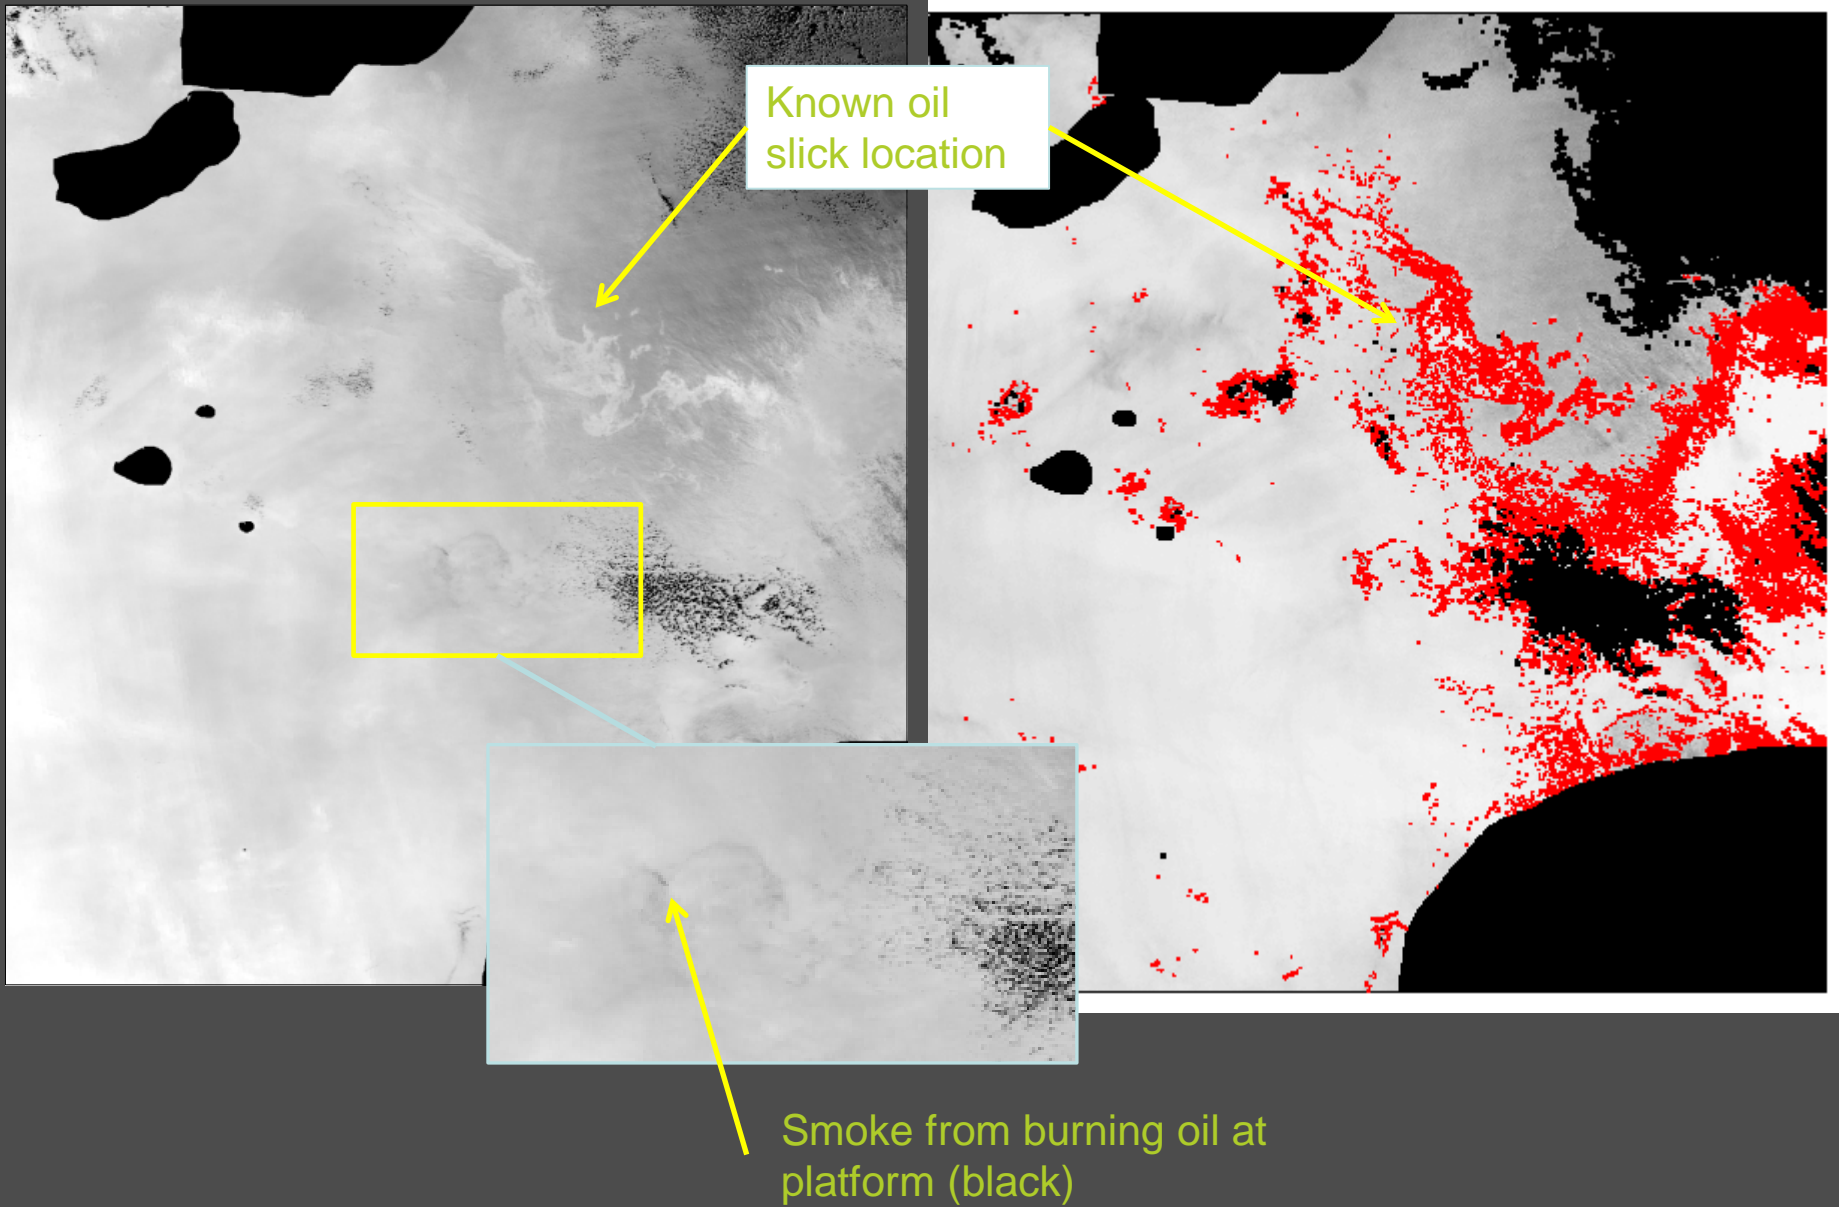 Known oil
slick location
Smoke from burning oil at
platform (black)